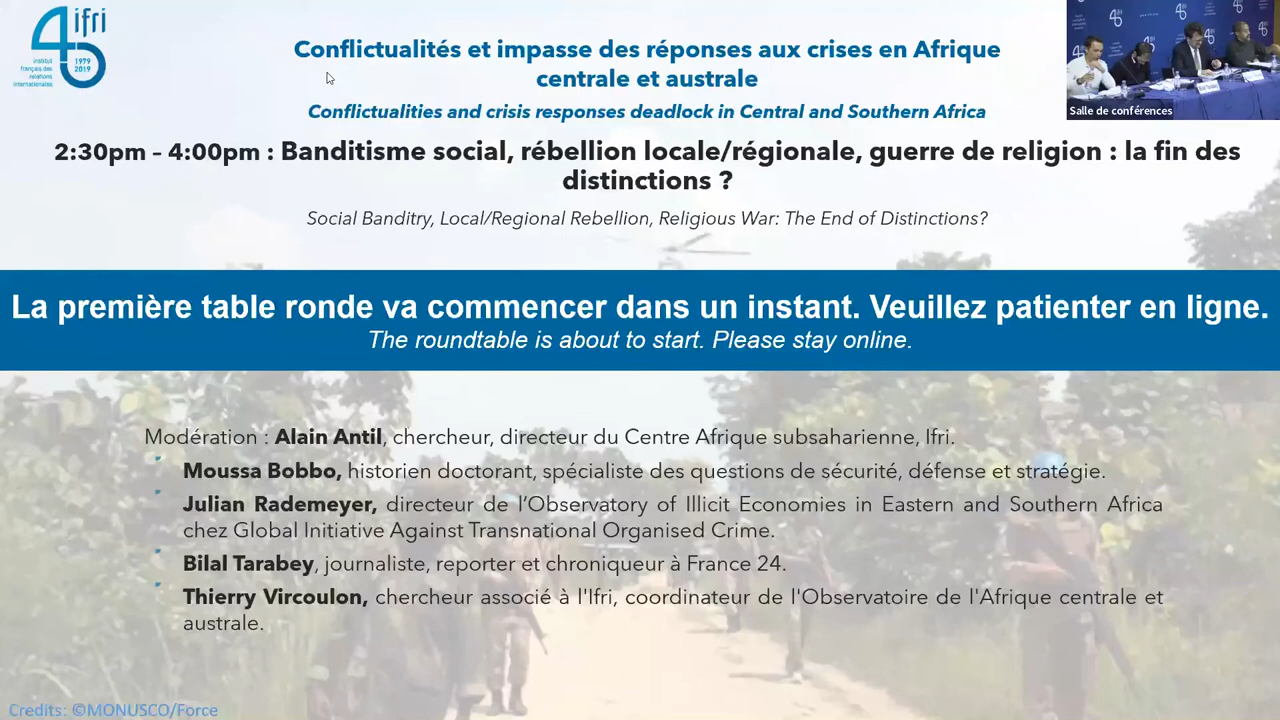 ifri
institut
français des
relations
internationales
1979
2019
Conflictualités et impasse des réponses aux crises en Afrique
centrale et australe
Conflictualities and crisis responses deadlock in Central and Southern Africa
Salle de conférences
2:30pm – 4:00pm : Banditisme social, rébellion locale/régionale, guerre de religion : la fin des
distinctions ?
Social Banditry, Local/Regional Rebellion, Religious War: The End of Distinctions?
La première table ronde va commencer dans un instant. Veuillez patienter en ligne.
The roundtable is about to start. Please stay online.
Modération : Alain Antil, chercheur, directeur du Centre Afrique subsaharienne, Ifri.
Moussa Bobbo, historien doctorant, spécialiste des questions de sécurité, défense et stratégie.
Julian Rademeyer, directeur de l’Observatory of Illicit Economies in Eastern and Southern Africa
chez Global Initiative Against Transnational Organised Crime.
Bilal Tarabey, journaliste, reporter et chroniqueur à France 24.
Thierry Vircoulon, chercheur associé à l'Ifri, coordinateur de l'Observatoire de l'Afrique centrale et
australe.
Credits: ©MONUSCO/Force